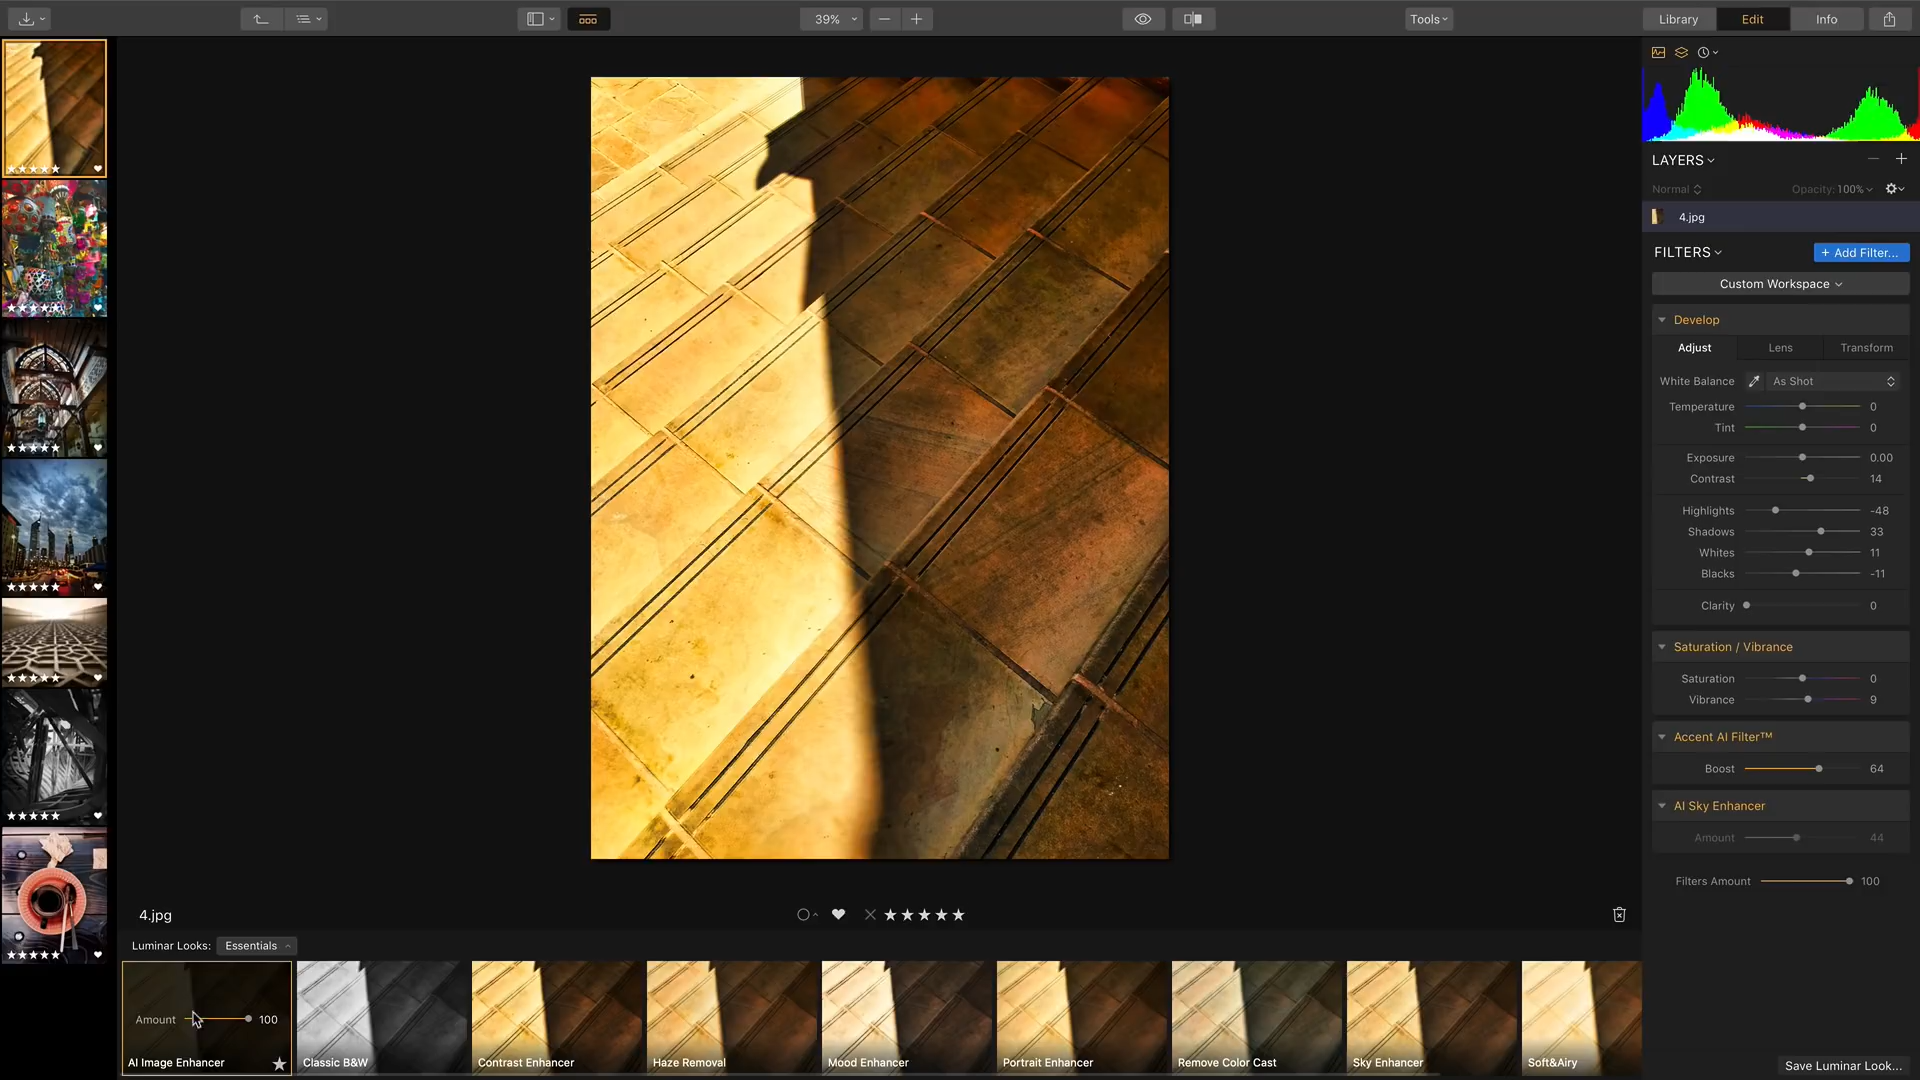 39%
Tools
Library
Edit
Info
LAYERS
Normal
Opacity: 100%
4.jpg
FILTERS
+ Add Filter...
Custom Workspace
Develop
Adjust
Lens
Transform
White Balance
As Shot
Temperature 0
Tint 0
Exposure 0.00
Contrast 14
Highlights -48
Shadows 33
Whites 11
Blacks -11
Clarity 0
Saturation / Vibrance
Saturation 0
Vibrance 9
Accent AI Filter™
Boost 64
AI Sky Enhancer
Amount 44
Filters Amount 100
4.jpg
Luminar Looks: Essentials
Amount 100
AI Image Enhancer
Classic B&W
Contrast Enhancer
Haze Removal
Mood Enhancer
Portrait Enhancer
Remove Color Cast
Sky Enhancer
Soft&Airy
Save Luminar Look...